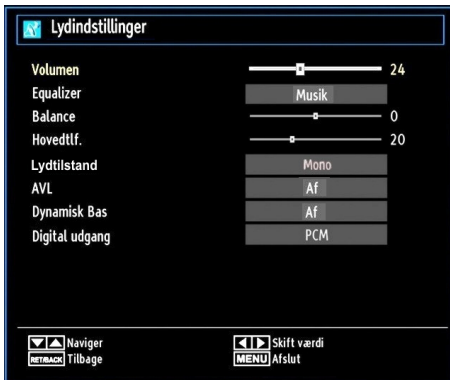 Lydindstillinger
Volumen 24
Equalizer Musik
Balance 0
Hovedtlf. 20
Lydtilstand Mono
AVL Af
Dynamisk Bas Af
Digital udgang PCM
Naviger Skift værdi
RET/BACK Tilbage MENU Afslut